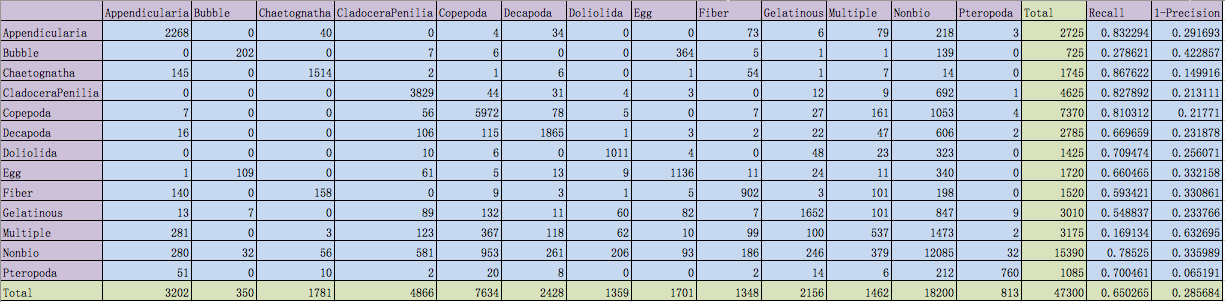 Appendicularia Bubble Chaetognatha CladoceraPenilia Copepoda Decapoda Doliolida Egg Fiber Gelatinous Multiple Nonbio Pteropoda Total Recall 1-Precision
Appendicularia 2268 0 40 0 4 34 0 0 73 6 79 218 3 2725 0.832294 0.291693
Bubble 0 202 0 7 6 0 0 364 5 1 1 139 0 725 0.278621 0.422857
Chaetognatha 145 0 1514 2 1 6 0 1 54 1 7 14 0 1745 0.867622 0.149916
CladoceraPenilia 0 0 0 3829 44 31 4 3 0 12 9 692 1 4625 0.827892 0.213111
Copepoda 7 0 0 56 5972 78 5 0 7 27 161 1053 4 7370 0.810312 0.21771
Decapoda 16 0 0 106 115 1865 1 3 2 22 47 606 2 2785 0.669659 0.231878
Doliolida 0 0 0 10 6 0 1011 4 0 48 23 323 0 1425 0.709474 0.256071
Egg 1 109 0 61 5 13 9 1136 11 24 11 340 0 1720 0.660465 0.332158
Fiber 140 0 158 0 9 3 1 5 902 3 101 198 0 1520 0.593421 0.330861
Gelatinous 13 7 0 89 132 11 60 82 7 1652 101 847 9 3010 0.548837 0.233766
Multiple 281 0 3 123 367 118 62 10 99 100 537 1473 2 3175 0.169134 0.632695
Nonbio 280 32 56 581 953 261 206 93 186 246 379 12085 32 15390 0.78525 0.335989
Pteropoda 51 0 10 2 20 8 0 0 2 14 6 212 760 1085 0.700461 0.065191
Total 3202 350 1781 4866 7634 2428 1359 1701 1348 2156 1462 18200 813 47300 0.650265 0.285684